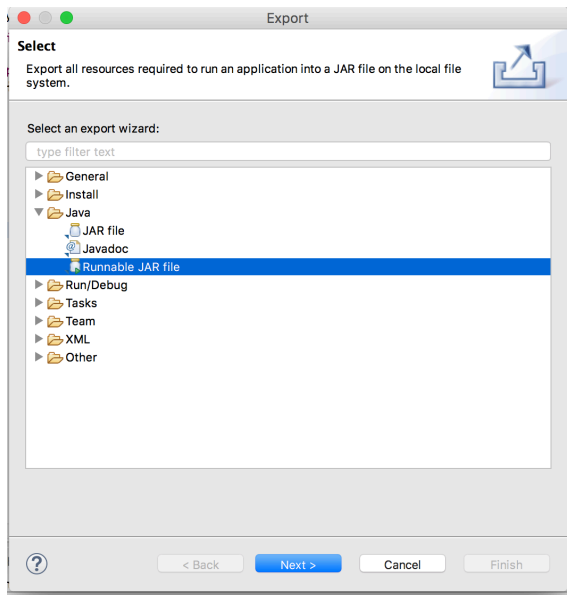 Export
Select
Export all resources required to run an application into a JAR file on the local file
system.
Select an export wizard:
type filter text
General
Install
Java
JAR file
Javadoc
Runnable JAR file
Run/Debug
Tasks
Team
XML
Other
?
< Back
Next >
Cancel
Finish